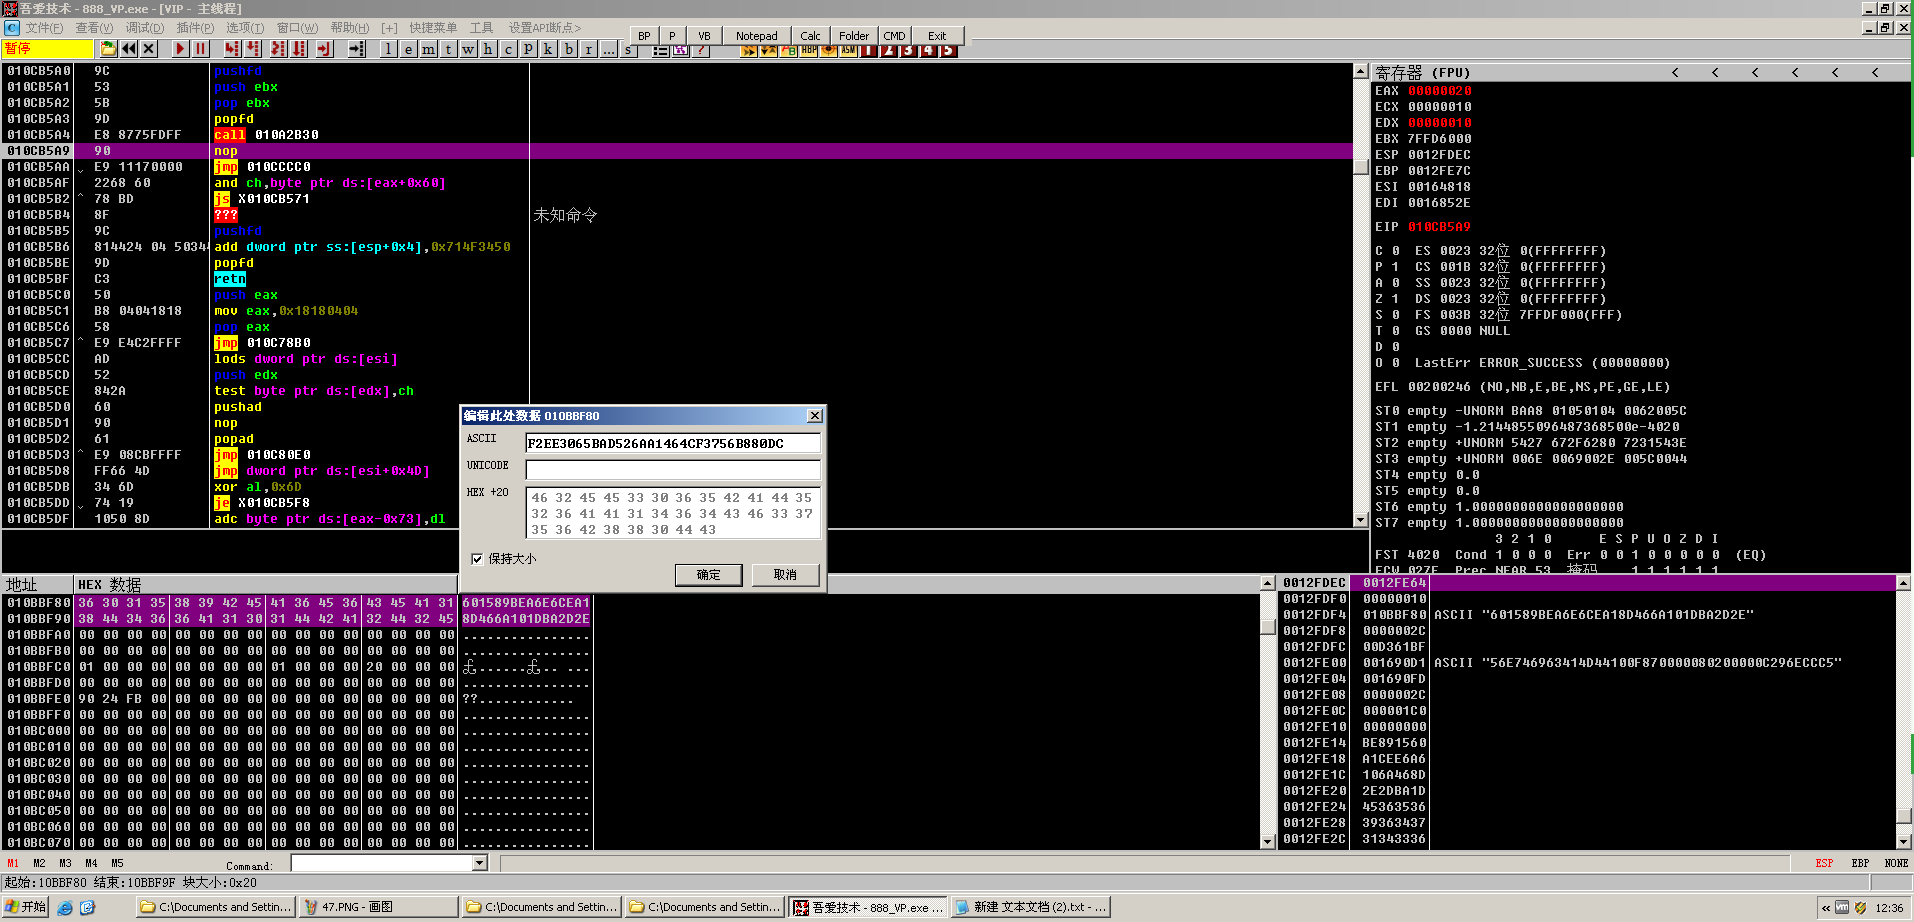 吾爱技术 - 888_VP.exe - [VIP - 主线程]
文件(F) 查看(V) 调试(D) 插件(P) 选项(T) 窗口(W) 帮助(H) [+] 快捷菜单 工具 设置API断点>
BP P VB Notepad Calc Folder CMD Exit
暂停 l e m t w h c p k b r ... s
010CB5A0 9C pushfd
010CB5A1 53 push ebx
010CB5A2 5B pop ebx
010CB5A3 9D popfd
010CB5A4 E8 8775FDFF call 010A2B30
010CB5A9 90 nop
010CB5AA E9 11170000 jmp 010CCCC0
010CB5AF 2268 60 and ch,byte ptr ds:[eax+0x60]
010CB5B2 78 BD js X010CB571
010CB5B4 8F ??? 未知命令
010CB5B5 9C pushfd
010CB5B6 814424 04 5034 add dword ptr ss:[esp+0x4],0x714F3450
010CB5BE 9D popfd
010CB5BF C3 retn
010CB5C0 50 push eax
010CB5C1 B8 04041818 mov eax,0x18180404
010CB5C6 58 pop eax
010CB5C7 E9 E4C2FFFF jmp 010C78B0
010CB5CC AD lods dword ptr ds:[esi]
010CB5CD 52 push edx
010CB5CE 842A test byte ptr ds:[edx],ch
010CB5D0 60 pushad
010CB5D1 90 nop
010CB5D2 61 popad
010CB5D3 E9 08CBFFFF jmp 010C80E0
010CB5D8 FF66 4D jmp dword ptr ds:[esi+0x4D]
010CB5DB 34 6D xor al,0x6D
010CB5DD 74 19 je X010CB5F8
010CB5DF 1050 8D adc byte ptr ds:[eax-0x73],dl
寄存器 (FPU) < < < < < <
EAX 00000020
ECX 00000010
EDX 00000010
EBX 7FFD6000
ESP 0012FDEC
EBP 0012FE7C
ESI 00164818
EDI 0016852E
EIP 010CB5A9
C 0 ES 0023 32位 0(FFFFFFFF)
P 1 CS 001B 32位 0(FFFFFFFF)
A 0 SS 0023 32位 0(FFFFFFFF)
Z 1 DS 0023 32位 0(FFFFFFFF)
S 0 FS 003B 32位 7FFDF000(FFF)
T 0 GS 0000 NULL
D 0
O 0 LastErr ERROR_SUCCESS (00000000)
EFL 00200246 (NO,NB,E,BE,NS,PE,GE,LE)
ST0 empty -UNORM BAA8 01050104 0062005C
ST1 empty -1.2144855096487368500e-4020
ST2 empty +UNORM 5427 672F6280 7231543E
ST3 empty +UNORM 006E 0069002E 005C0044
ST4 empty 0.0
ST5 empty 0.0
ST6 empty 1.0000000000000000000
ST7 empty 1.0000000000000000000
3 2 1 0 E S P U O Z D I
FST 4020 Cond 1 0 0 0 Err 0 0 1 0 0 0 0 0 (EQ)
FCW 027F Prec NEAR,53 掩码 1 1 1 1 1 1
编辑此处数据 010BBF80
ASCII F2EE3065BAD526AA1464CF3756B880DC
UNICODE
HEX +20 46 32 45 45 33 30 36 35 42 41 44 35
32 36 41 41 31 34 36 34 43 46 33 37
35 36 42 38 38 30 44 43
保持大小
确定 取消
地址 HEX 数据
010BBF80 36 30 31 35 38 39 42 45 41 36 45 36 43 45 41 31 601589BEA6E6CEA1
010BBF90 38 44 34 36 36 41 31 30 31 44 42 41 32 44 32 45 8D466A101DBA2D2E
010BBFA0 00 00 00 00 00 00 00 00 00 00 00 00 00 00 00 00 ................
010BBFB0 00 00 00 00 00 00 00 00 00 00 00 00 00 00 00 00 ................
010BBFC0 01 00 00 00 00 00 00 00 01 00 00 00 20 00 00 00
010BBFD0 00 00 00 00 00 00 00 00 00 00 00 00 00 00 00 00 ................
010BBFE0 90 24 FB 00 00 00 00 00 00 00 00 00 00 00 00 00 ??............
010BBFF0 00 00 00 00 00 00 00 00 00 00 00 00 00 00 00 00 ................
010BC000 00 00 00 00 00 00 00 00 00 00 00 00 00 00 00 00 ................
010BC010 00 00 00 00 00 00 00 00 00 00 00 00 00 00 00 00 ................
010BC020 00 00 00 00 00 00 00 00 00 00 00 00 00 00 00 00 ................
010BC030 00 00 00 00 00 00 00 00 00 00 00 00 00 00 00 00 ................
010BC040 00 00 00 00 00 00 00 00 00 00 00 00 00 00 00 00 ................
010BC050 00 00 00 00 00 00 00 00 00 00 00 00 00 00 00 00 ................
010BC060 00 00 00 00 00 00 00 00 00 00 00 00 00 00 00 00 ................
010BC070 00 00 00 00 00 00 00 00 00 00 00 00 00 00 00 00 ................
0012FDEC 0012FE64
0012FDF0 00000010
0012FDF4 010BBF80 ASCII "601589BEA6E6CEA18D466A101DBA2D2E"
0012FDF8 0000002C
0012FDFC 00D361BF
0012FE00 001690D1 ASCII "56E746963414D44100F870000080200000C296ECCC5"
0012FE04 001690FD
0012FE08 0000002C
0012FE0C 000001C0
0012FE10 00000000
0012FE14 BE891560
0012FE18 A1CEE6A6
0012FE1C 106A468D
0012FE20 2E2DBA1D
0012FE24 45363536
0012FE28 39363437
0012FE2C 31343336
M1 M2 M3 M4 M5 Command: ESP EBP NONE
起始:10BBF80 结束:10BBF9F 块大小:0x20
开始 C:\Documents and Settin... 47.PNG - 画图 C:\Documents and Settin... C:\Documents and Settin... 吾爱技术 - 888_VP.exe ... 新建 文本文档 (2).txt - ... « vm 12:36